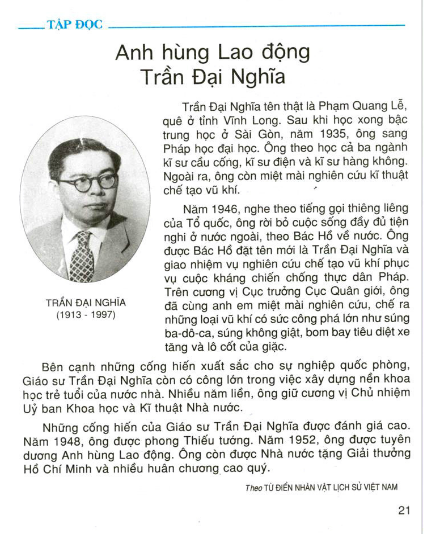 TẬP ĐỌC
Anh hùng Lao động
Trần Đại Nghĩa
Trần Đại Nghĩa tên thật là Phạm Quang Lễ,
quê ở tỉnh Vĩnh Long. Sau khi học xong bậc
trung học ở Sài Gòn, năm 1935, ông sang
Pháp học đại học. Ông theo học cả ba ngành
kĩ sư cầu cống, kĩ sư điện và kĩ sư hàng không.
Ngoài ra, ông còn miệt mài nghiên cứu kĩ thuật
chế tạo vũ khí.
Năm 1946, nghe theo tiếng gọi thiêng liêng
của Tổ quốc, ông rời bỏ cuộc sống đầy đủ tiện
nghi ở nước ngoài, theo Bác Hồ về nước. Ông
được Bác Hồ đặt tên mới là Trần Đại Nghĩa và
giao nhiệm vụ nghiên cứu chế tạo vũ khí phục
vụ cuộc kháng chiến chống thực dân Pháp.
Trên cương vị Cục trưởng Cục Quân giới, ông
đã cùng anh em miệt mài nghiên cứu, chế ra
những loại vũ khí có sức công phá lớn như súng
ba-dô-ca, súng không giật, bom bay tiêu diệt xe
tăng và lô cốt của giặc.
TRẦN ĐẠI NGHĨA
(1913 - 1997)
Bên cạnh những cống hiến xuất sắc cho sự nghiệp quốc phòng,
Giáo sư Trần Đại Nghĩa còn có công lớn trong việc xây dựng nền khoa
học trẻ tuổi của nước nhà. Nhiều năm liền, ông giữ cương vị Chủ nhiệm
Uỷ ban Khoa học và Kĩ thuật Nhà nước.
Những cống hiến của Giáo sư Trần Đại Nghĩa được đánh giá cao.
Năm 1948, ông được phong Thiếu tướng. Năm 1952, ông được tuyên
dương Anh hùng Lao động. Ông còn được Nhà nước tặng Giải thưởng
Hồ Chí Minh và nhiều huân chương cao quý.
Theo TỪ ĐIỂN NHÂN VẬT LỊCH SỬ VIỆT NAM
21